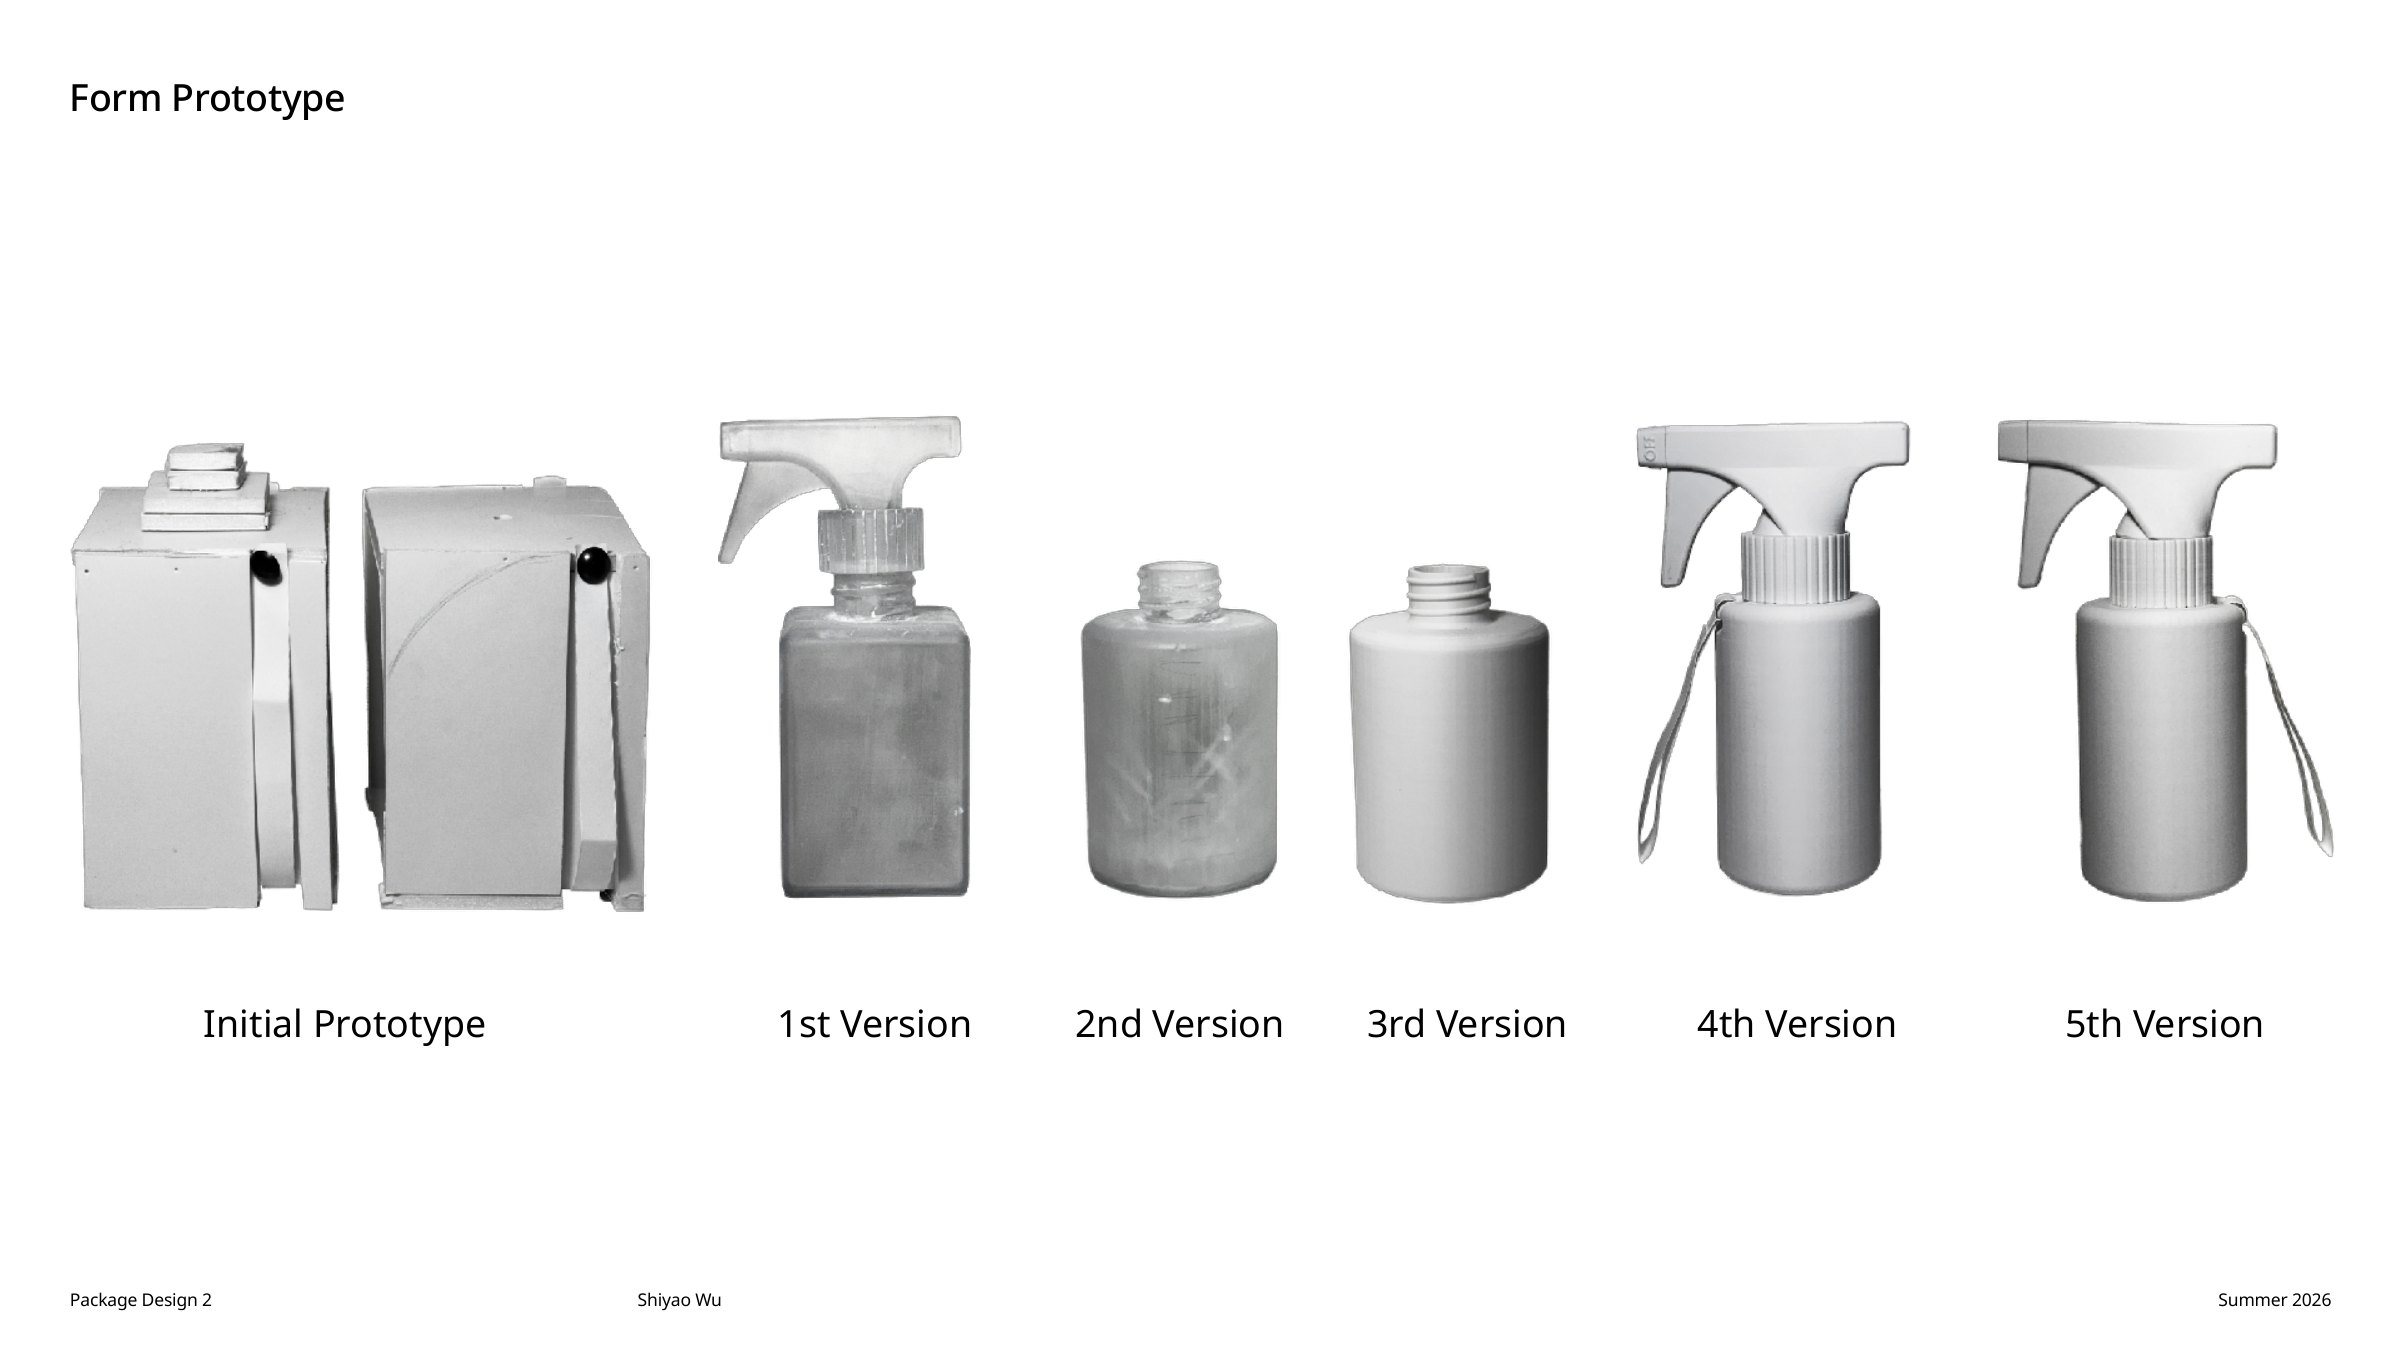 Form Prototype
OFF
Initial Prototype
1st Version
2nd Version
3rd Version
4th Version
5th Version
Package Design 2
Shiyao Wu
Summer 2026